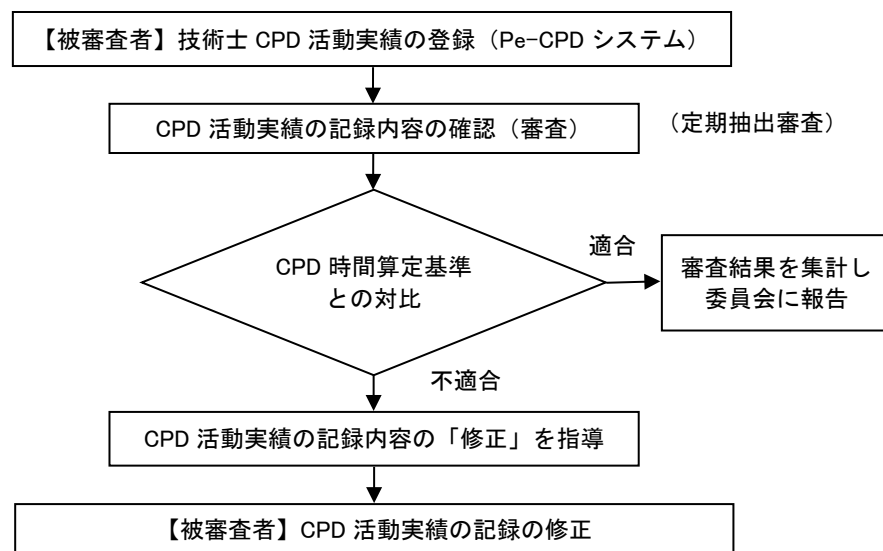 【被審査者】技術士 CPD 活動実績の登録（Pe-CPD システム）
CPD 活動実績の記録内容の確認（審査）
（定期抽出審査）
CPD 時間算定基準
との対比
適合
審査結果を集計し
委員会に報告
不適合
CPD 活動実績の記録内容の「修正」を指導
【被審査者】CPD 活動実績の記録の修正